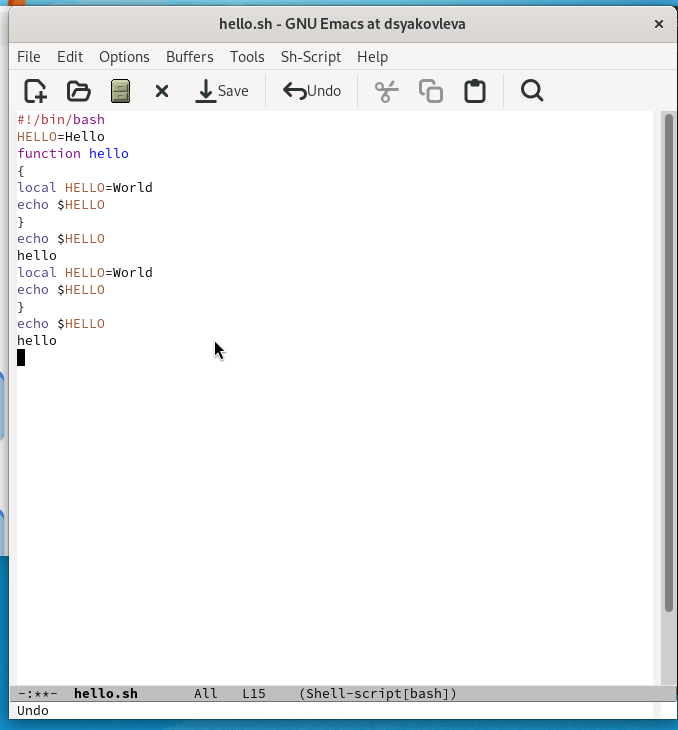 hello.sh - GNU Emacs at dsyakovleva
File Edit Options Buffers Tools Sh-Script Help
Save Undo
#!/bin/bash
HELLO=Hello
function hello
{
local HELLO=World
echo $HELLO
}
echo $HELLO
hello
local HELLO=World
echo $HELLO
}
echo $HELLO
hello
-:**- hello.sh All L15 (Shell-script[bash])
Undo